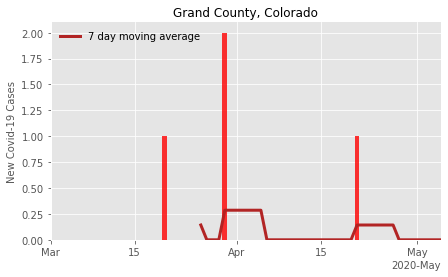 Grand County, Colorado
7 day moving average
New Covid-19 Cases
2.00
1.75
1.50
1.25
1.00
0.75
0.50
0.25
0.00
Mar
15
Apr
15
May
2020-May